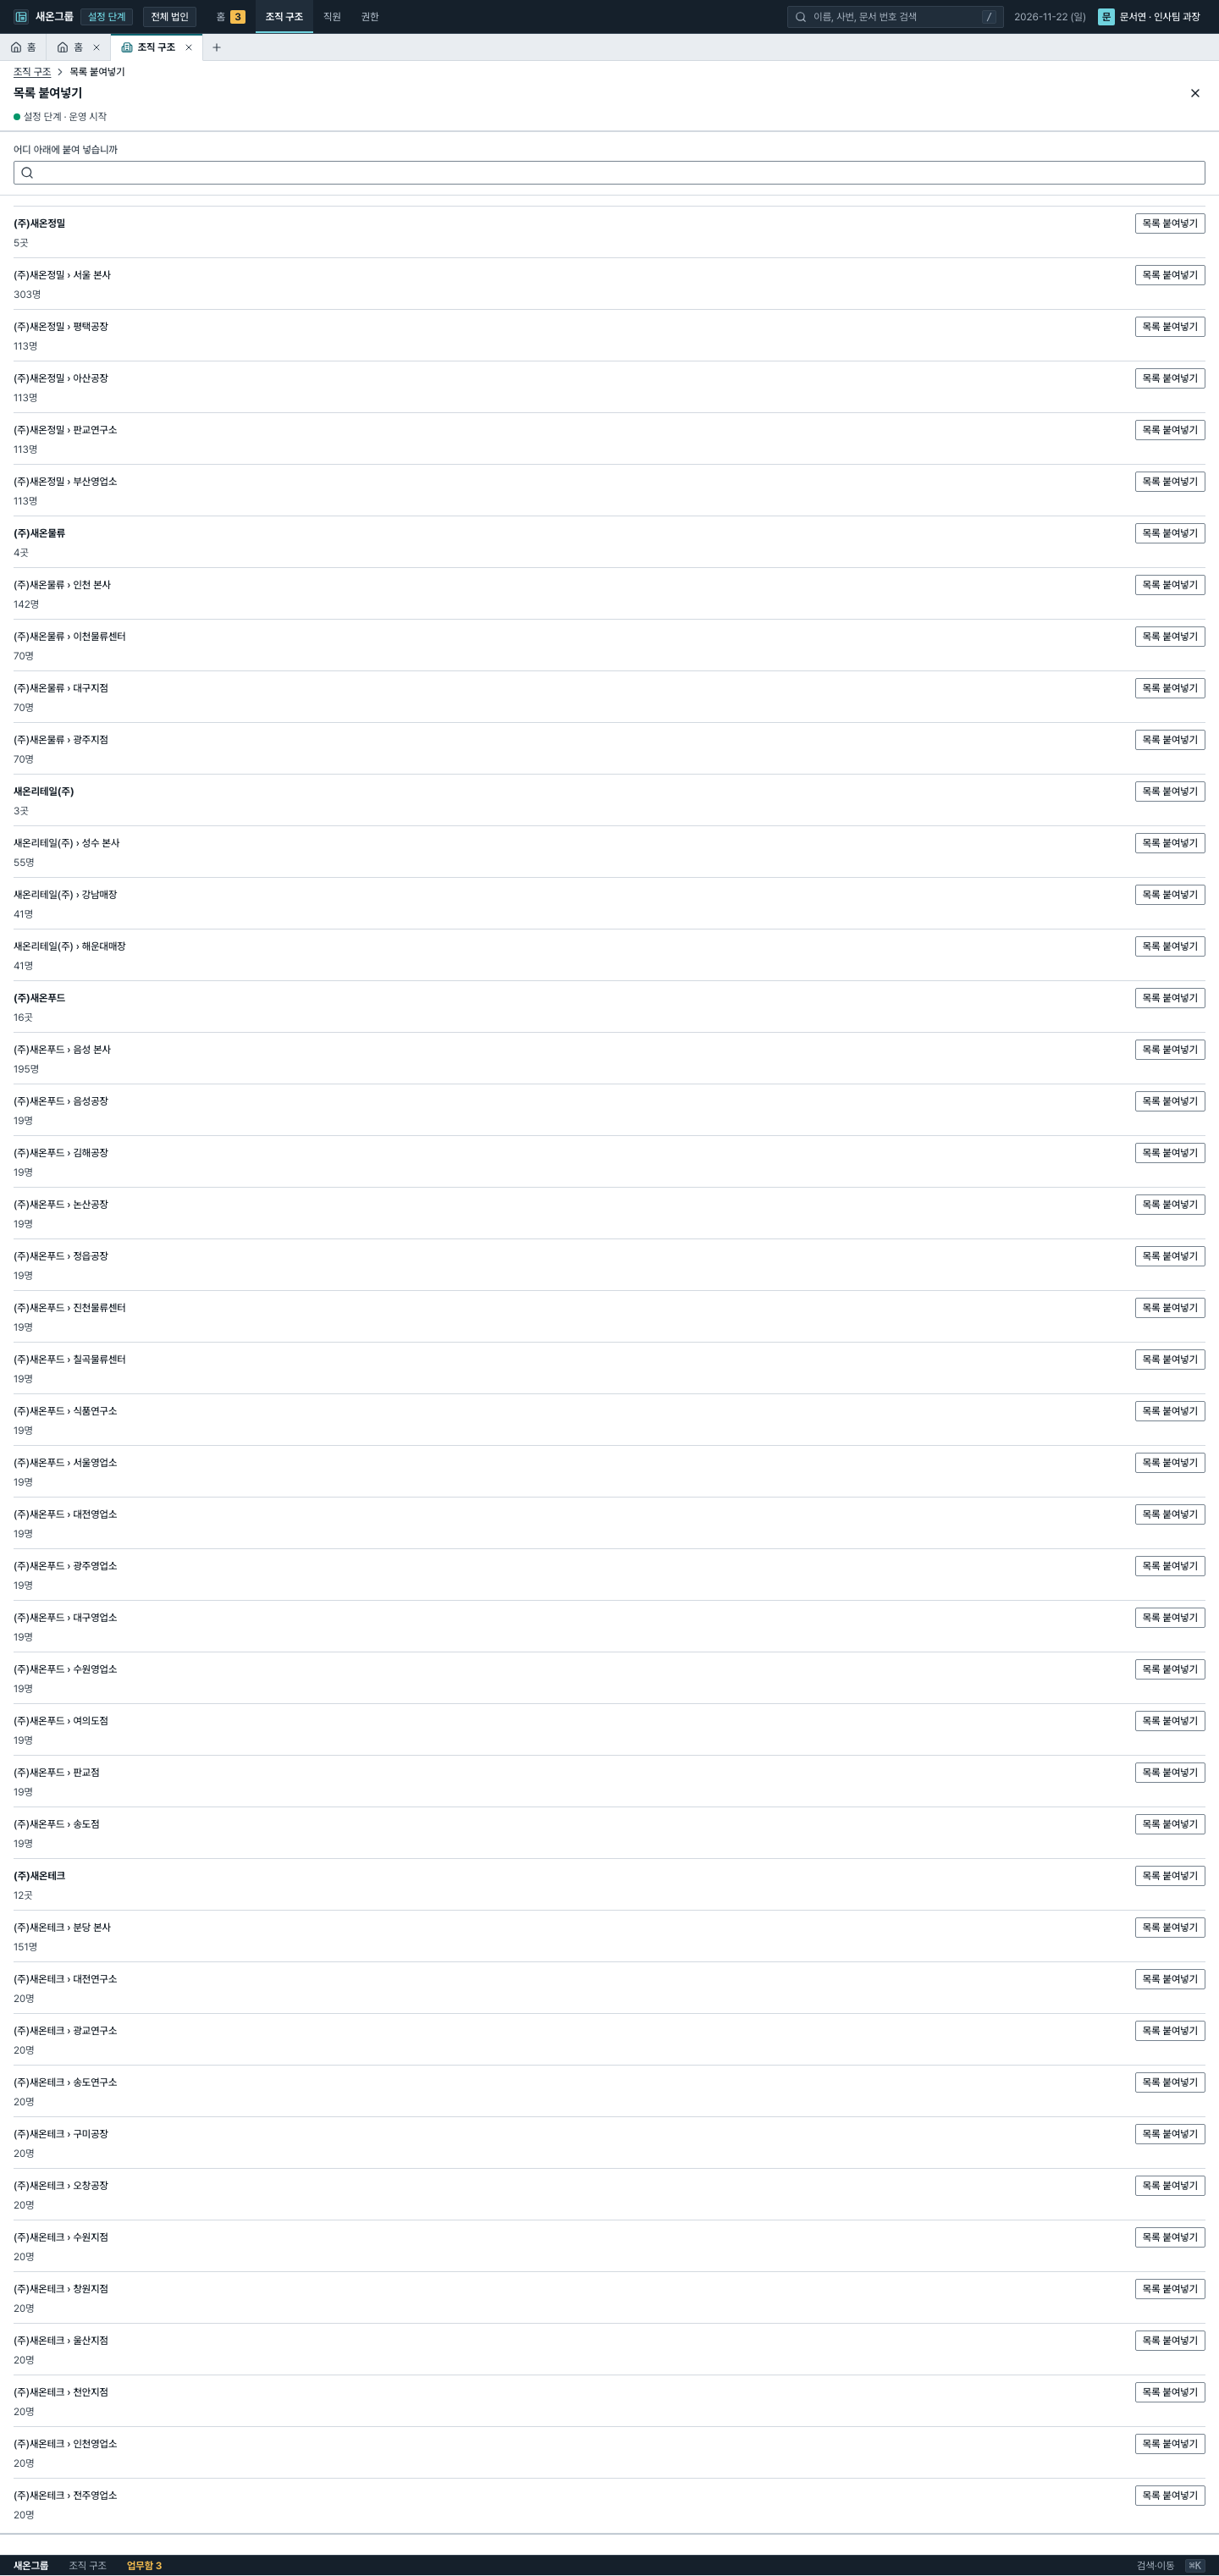 새온그룹 설정 단계 전체 법인 홈 3 조직 구조 직원 권한 이름, 사번, 문서 번호 검색 / 2026-11-22 (일) 문 문서연 · 인사팀 과장
홈 홈 조직 구조
조직 구조 > 목록 붙여넣기
목록 붙여넣기
설정 단계 · 운영 시작
어디 아래에 붙여 넣습니까
(주)새온정밀 목록 붙여넣기
5곳
(주)새온정밀 › 서울 본사 목록 붙여넣기
303명
(주)새온정밀 › 평택공장 목록 붙여넣기
113명
(주)새온정밀 › 아산공장 목록 붙여넣기
113명
(주)새온정밀 › 판교연구소 목록 붙여넣기
113명
(주)새온정밀 › 부산영업소 목록 붙여넣기
113명
(주)새온물류 목록 붙여넣기
4곳
(주)새온물류 › 인천 본사 목록 붙여넣기
142명
(주)새온물류 › 이천물류센터 목록 붙여넣기
70명
(주)새온물류 › 대구지점 목록 붙여넣기
70명
(주)새온물류 › 광주지점 목록 붙여넣기
70명
새온리테일(주) 목록 붙여넣기
3곳
새온리테일(주) › 성수 본사 목록 붙여넣기
55명
새온리테일(주) › 강남매장 목록 붙여넣기
41명
새온리테일(주) › 해운대매장 목록 붙여넣기
41명
(주)새온푸드 목록 붙여넣기
16곳
(주)새온푸드 › 음성 본사 목록 붙여넣기
195명
(주)새온푸드 › 음성공장 목록 붙여넣기
19명
(주)새온푸드 › 김해공장 목록 붙여넣기
19명
(주)새온푸드 › 논산공장 목록 붙여넣기
19명
(주)새온푸드 › 정읍공장 목록 붙여넣기
19명
(주)새온푸드 › 진천물류센터 목록 붙여넣기
19명
(주)새온푸드 › 칠곡물류센터 목록 붙여넣기
19명
(주)새온푸드 › 식품연구소 목록 붙여넣기
19명
(주)새온푸드 › 서울영업소 목록 붙여넣기
19명
(주)새온푸드 › 대전영업소 목록 붙여넣기
19명
(주)새온푸드 › 광주영업소 목록 붙여넣기
19명
(주)새온푸드 › 대구영업소 목록 붙여넣기
19명
(주)새온푸드 › 수원영업소 목록 붙여넣기
19명
(주)새온푸드 › 여의도점 목록 붙여넣기
19명
(주)새온푸드 › 판교점 목록 붙여넣기
19명
(주)새온푸드 › 송도점 목록 붙여넣기
19명
(주)새온테크 목록 붙여넣기
12곳
(주)새온테크 › 분당 본사 목록 붙여넣기
151명
(주)새온테크 › 대전연구소 목록 붙여넣기
20명
(주)새온테크 › 광교연구소 목록 붙여넣기
20명
(주)새온테크 › 송도연구소 목록 붙여넣기
20명
(주)새온테크 › 구미공장 목록 붙여넣기
20명
(주)새온테크 › 오창공장 목록 붙여넣기
20명
(주)새온테크 › 수원지점 목록 붙여넣기
20명
(주)새온테크 › 창원지점 목록 붙여넣기
20명
(주)새온테크 › 울산지점 목록 붙여넣기
20명
(주)새온테크 › 천안지점 목록 붙여넣기
20명
(주)새온테크 › 인천영업소 목록 붙여넣기
20명
(주)새온테크 › 전주영업소 목록 붙여넣기
20명
새온그룹 조직 구조 업무함 3 검색·이동 ⌘K